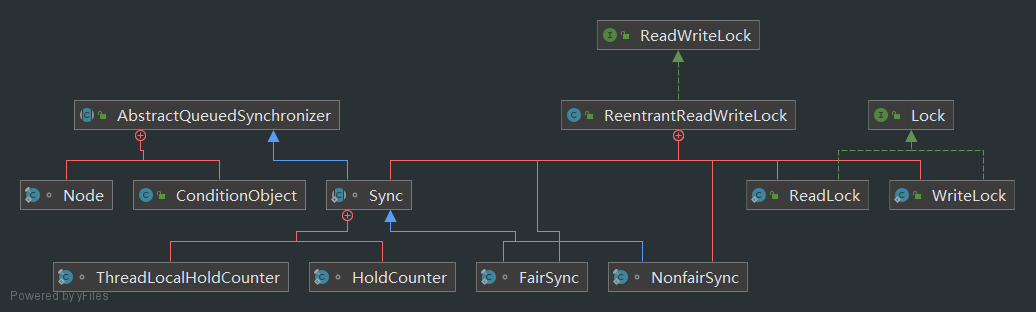 ReadWriteLock
AbstractQueuedSynchronizer
ReentrantReadWriteLock
Lock
Node
ConditionObject
Sync
ReadLock
WriteLock
ThreadLocalHoldCounter
HoldCounter
FairSync
NonfairSync
Powered by yFiles